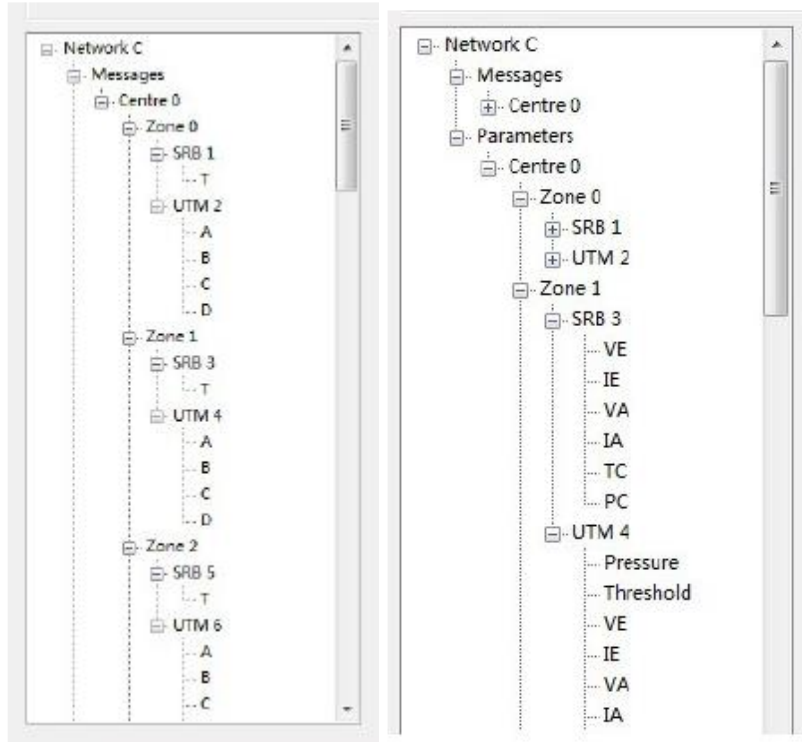 Network C
Messages
Centre 0
Zone 0
SRB 1
T
UTM 2
A
B
C
D
Zone 1
SRB 3
T
UTM 4
A
B
C
D
Zone 2
SRB 5
T
UTM 6
A
B
C
Network C
Messages
Centre 0
Parameters
Centre 0
Zone 0
SRB 1
UTM 2
Zone 1
SRB 3
VE
IE
VA
IA
TC
PC
UTM 4
Pressure
Threshold
VE
IE
VA
IA